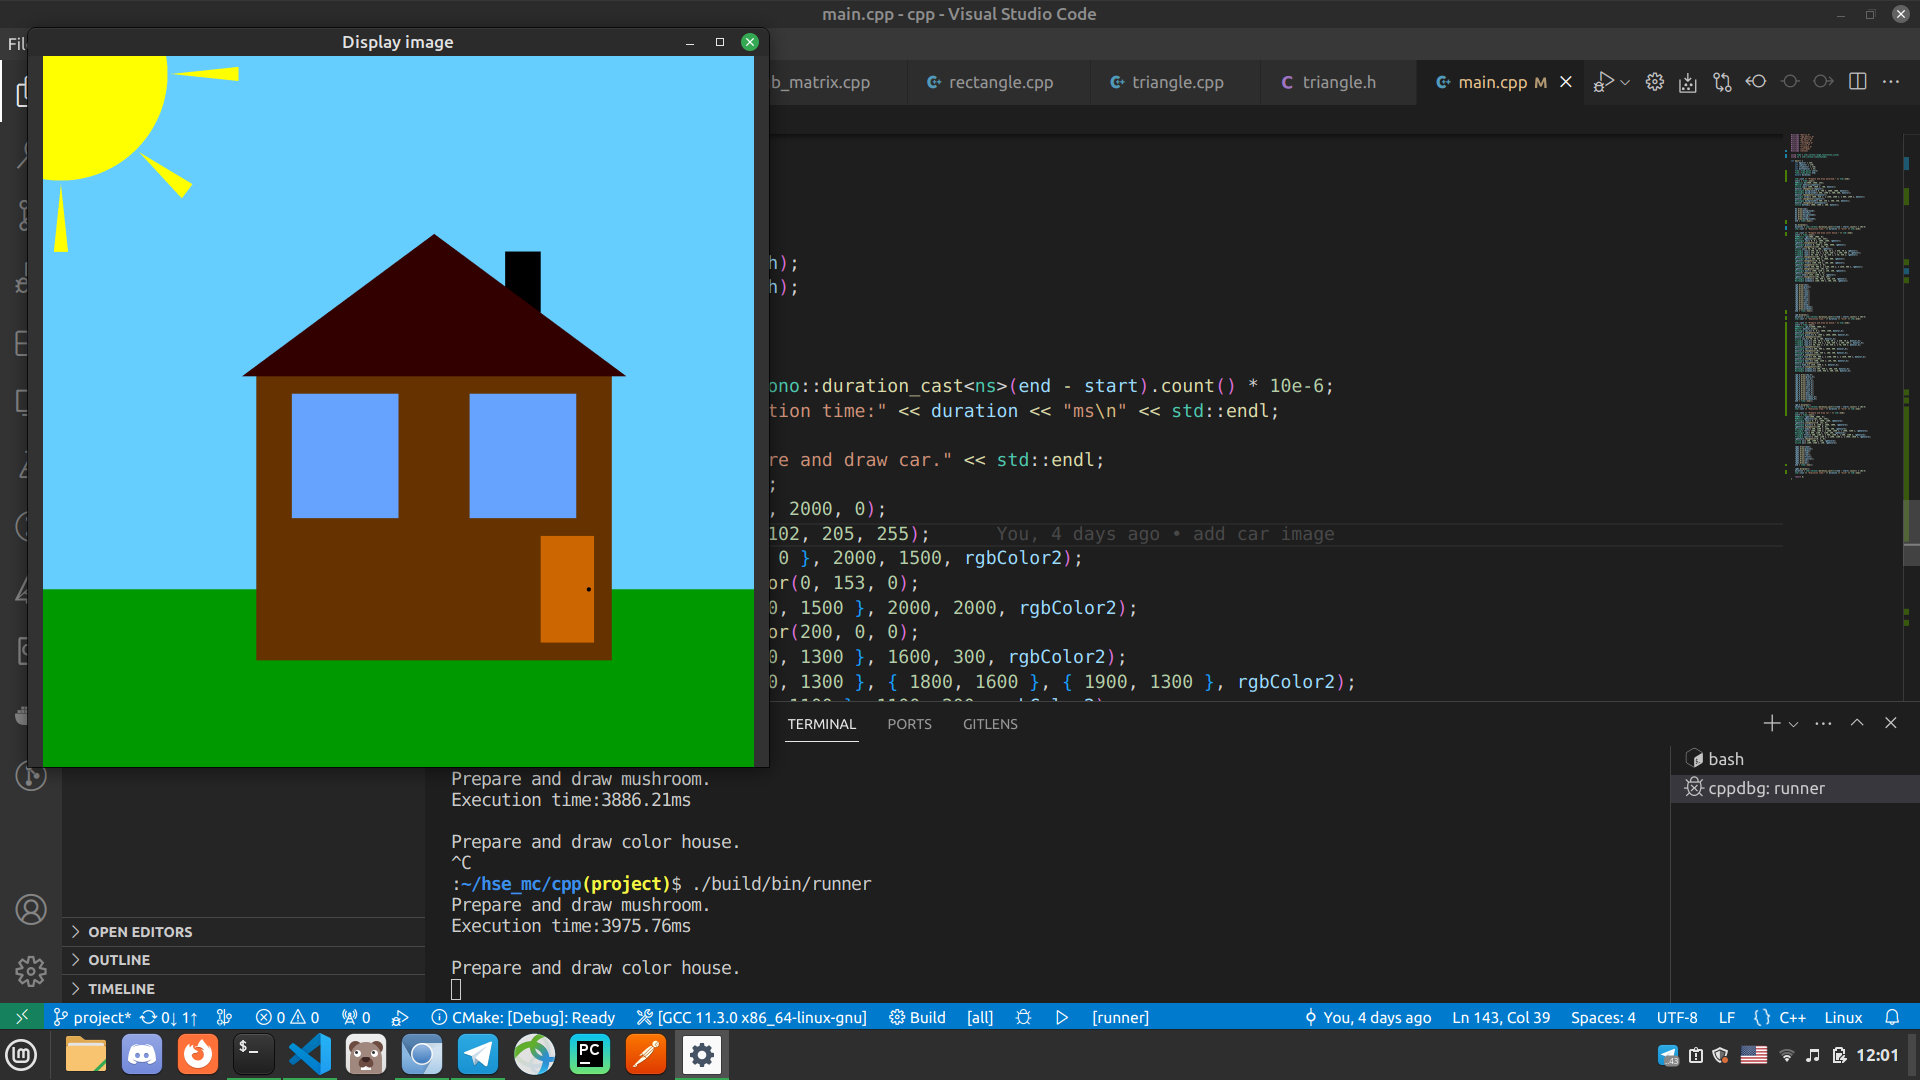 main.cpp - cpp - Visual Studio Code
Display image
b_matrix.cpp
rectangle.cpp
triangle.cpp
C triangle.h
main.cpp M
h);
h);
ono::duration_cast<ns>(end - start).count() * 10e-6;
tion time:" << duration << "ms\n" << std::endl;
re and draw car." << std::endl;
;
, 2000, 0);
102, 205, 255);
You, 4 days ago • add car image
0 }, 2000, 1500, rgbColor2);
or(0, 153, 0);
0, 1500 }, 2000, 2000, rgbColor2);
or(200, 0, 0);
0, 1300 }, 1600, 300, rgbColor2);
0, 1300 }, { 1800, 1600 }, { 1900, 1300 }, rgbColor2);
TERMINAL
PORTS
GITLENS
bash
cppdbg: runner
Prepare and draw mushroom.
Execution time:3886.21ms
Prepare and draw color house.
^C
:~/hse_mc/cpp(project)$ ./build/bin/runner
Prepare and draw mushroom.
Execution time:3975.76ms
Prepare and draw color house.
OPEN EDITORS
OUTLINE
TIMELINE
project* 0↓ 1↑ 0 0 0 CMake: [Debug]: Ready [GCC 11.3.0 x86_64-linux-gnu] Build [all] [runner] You, 4 days ago Ln 143, Col 39 Spaces: 4 UTF-8 LF {} C++ Linux
12:01